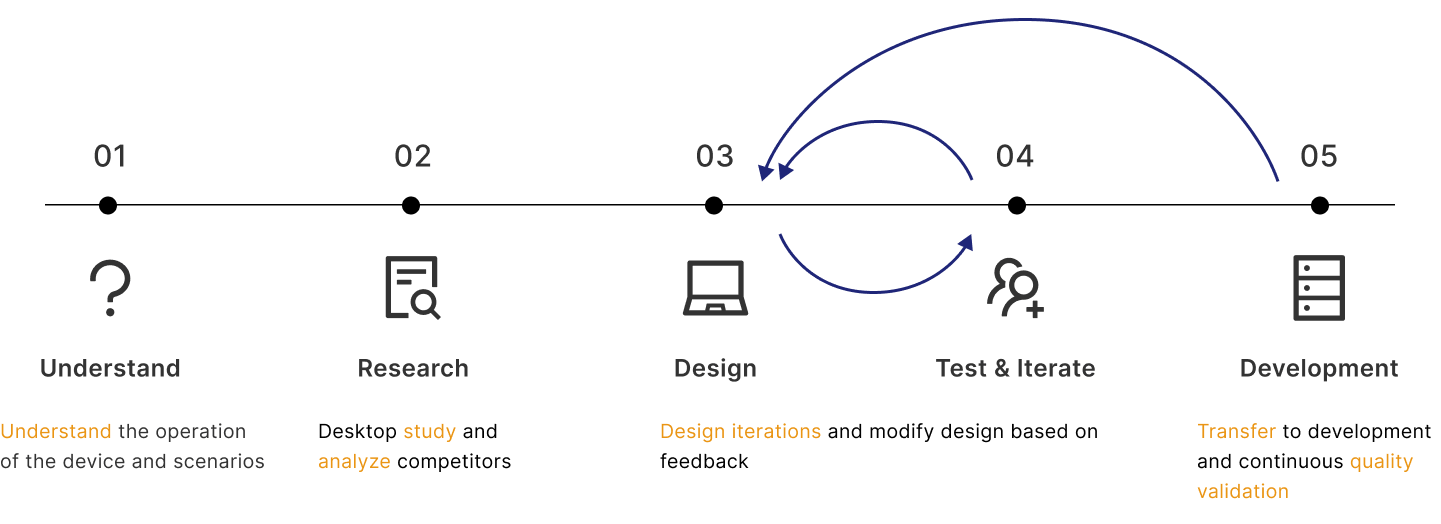 01
02
03
04
05
Understand
Research
Design
Test & Iterate
Development
Understand the operation
of the device and scenarios
Desktop study and
analyze competitors
Design iterations and modify design based on
feedback
Transfer to development
and continuous quality
validation